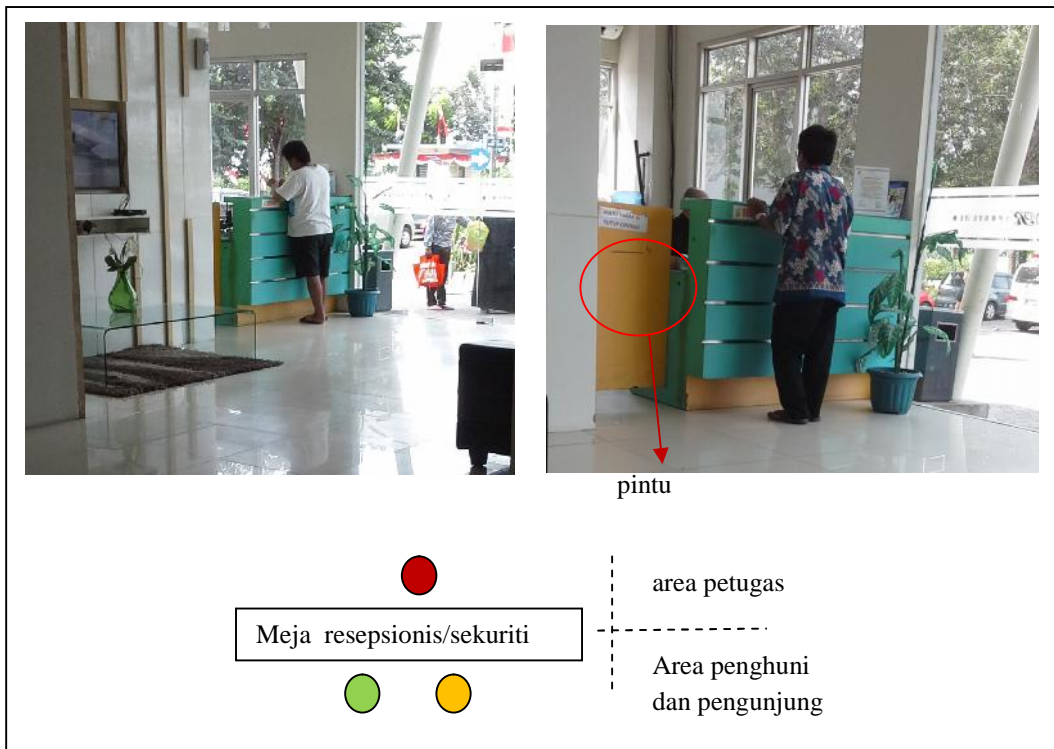 pintu
area petugas
Meja resepsionis/sekuriti
Area penghuni
dan pengunjung